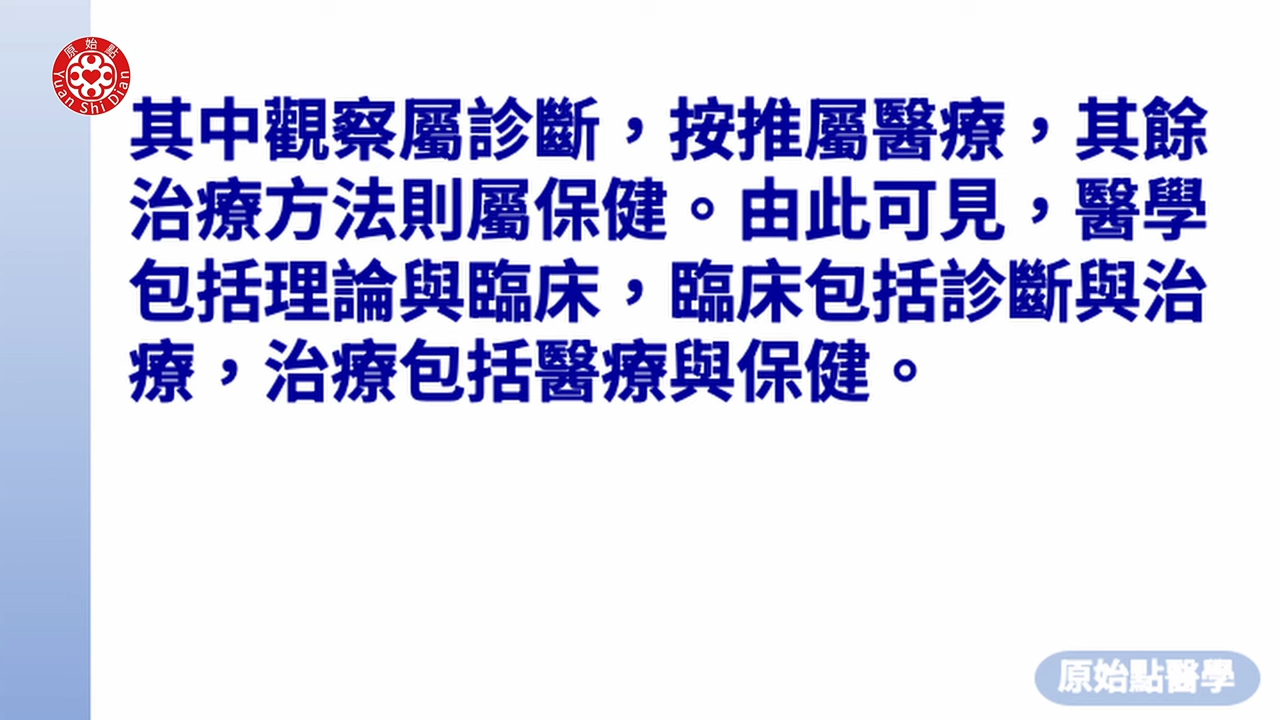 原始點
Yuan Shi Dian
其中觀察屬診斷，按推屬醫療，其餘
治療方法則屬保健。由此可見，醫學
包括理論與臨床，臨床包括診斷與治
療，治療包括醫療與保健。
原始點醫學